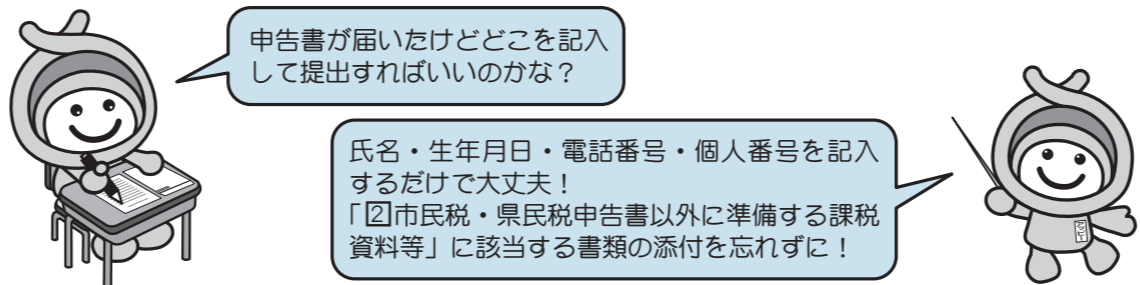 申告書が届いたけどどこを記入
して提出すればいいのかな？
氏名・生年月日・電話番号・個人番号を記入
するだけで大丈夫！
「2市民税・県民税申告書以外に準備する課税
資料等」に該当する書類の添付を忘れずに！